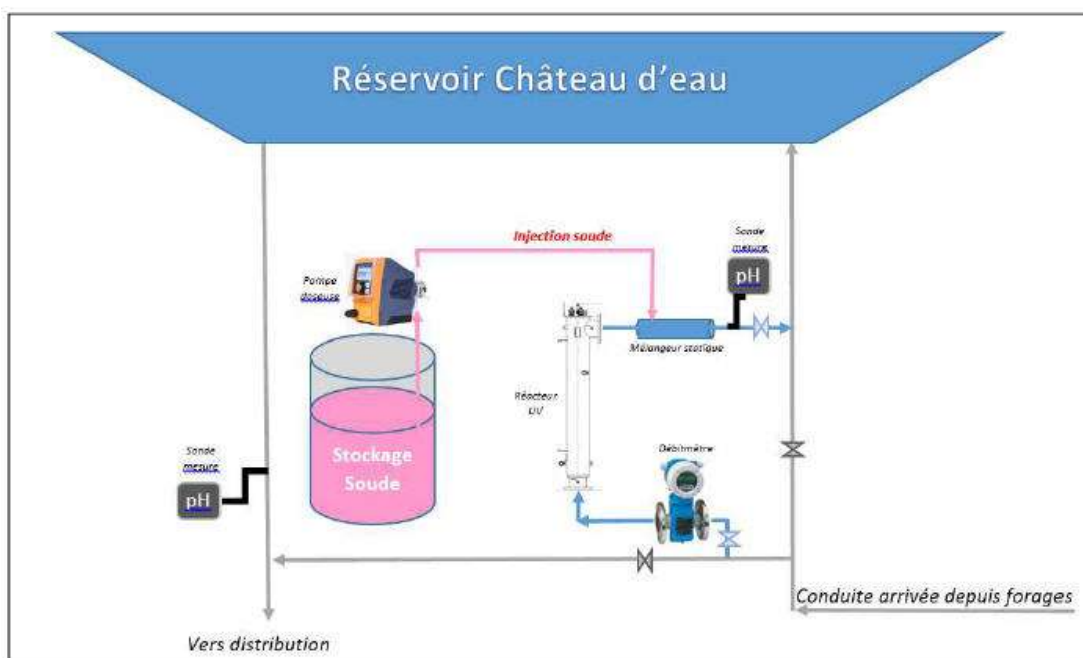 Réservoir Château d'eau
Injection soude
Sonde
mesure
pH
Pompe
doseuse
Mélangeur statique
Réacteur
UV
Débitmètre
Stockage
Soude
Sonde
mesure
pH
Conduite arrivée depuis forages
Vers distribution